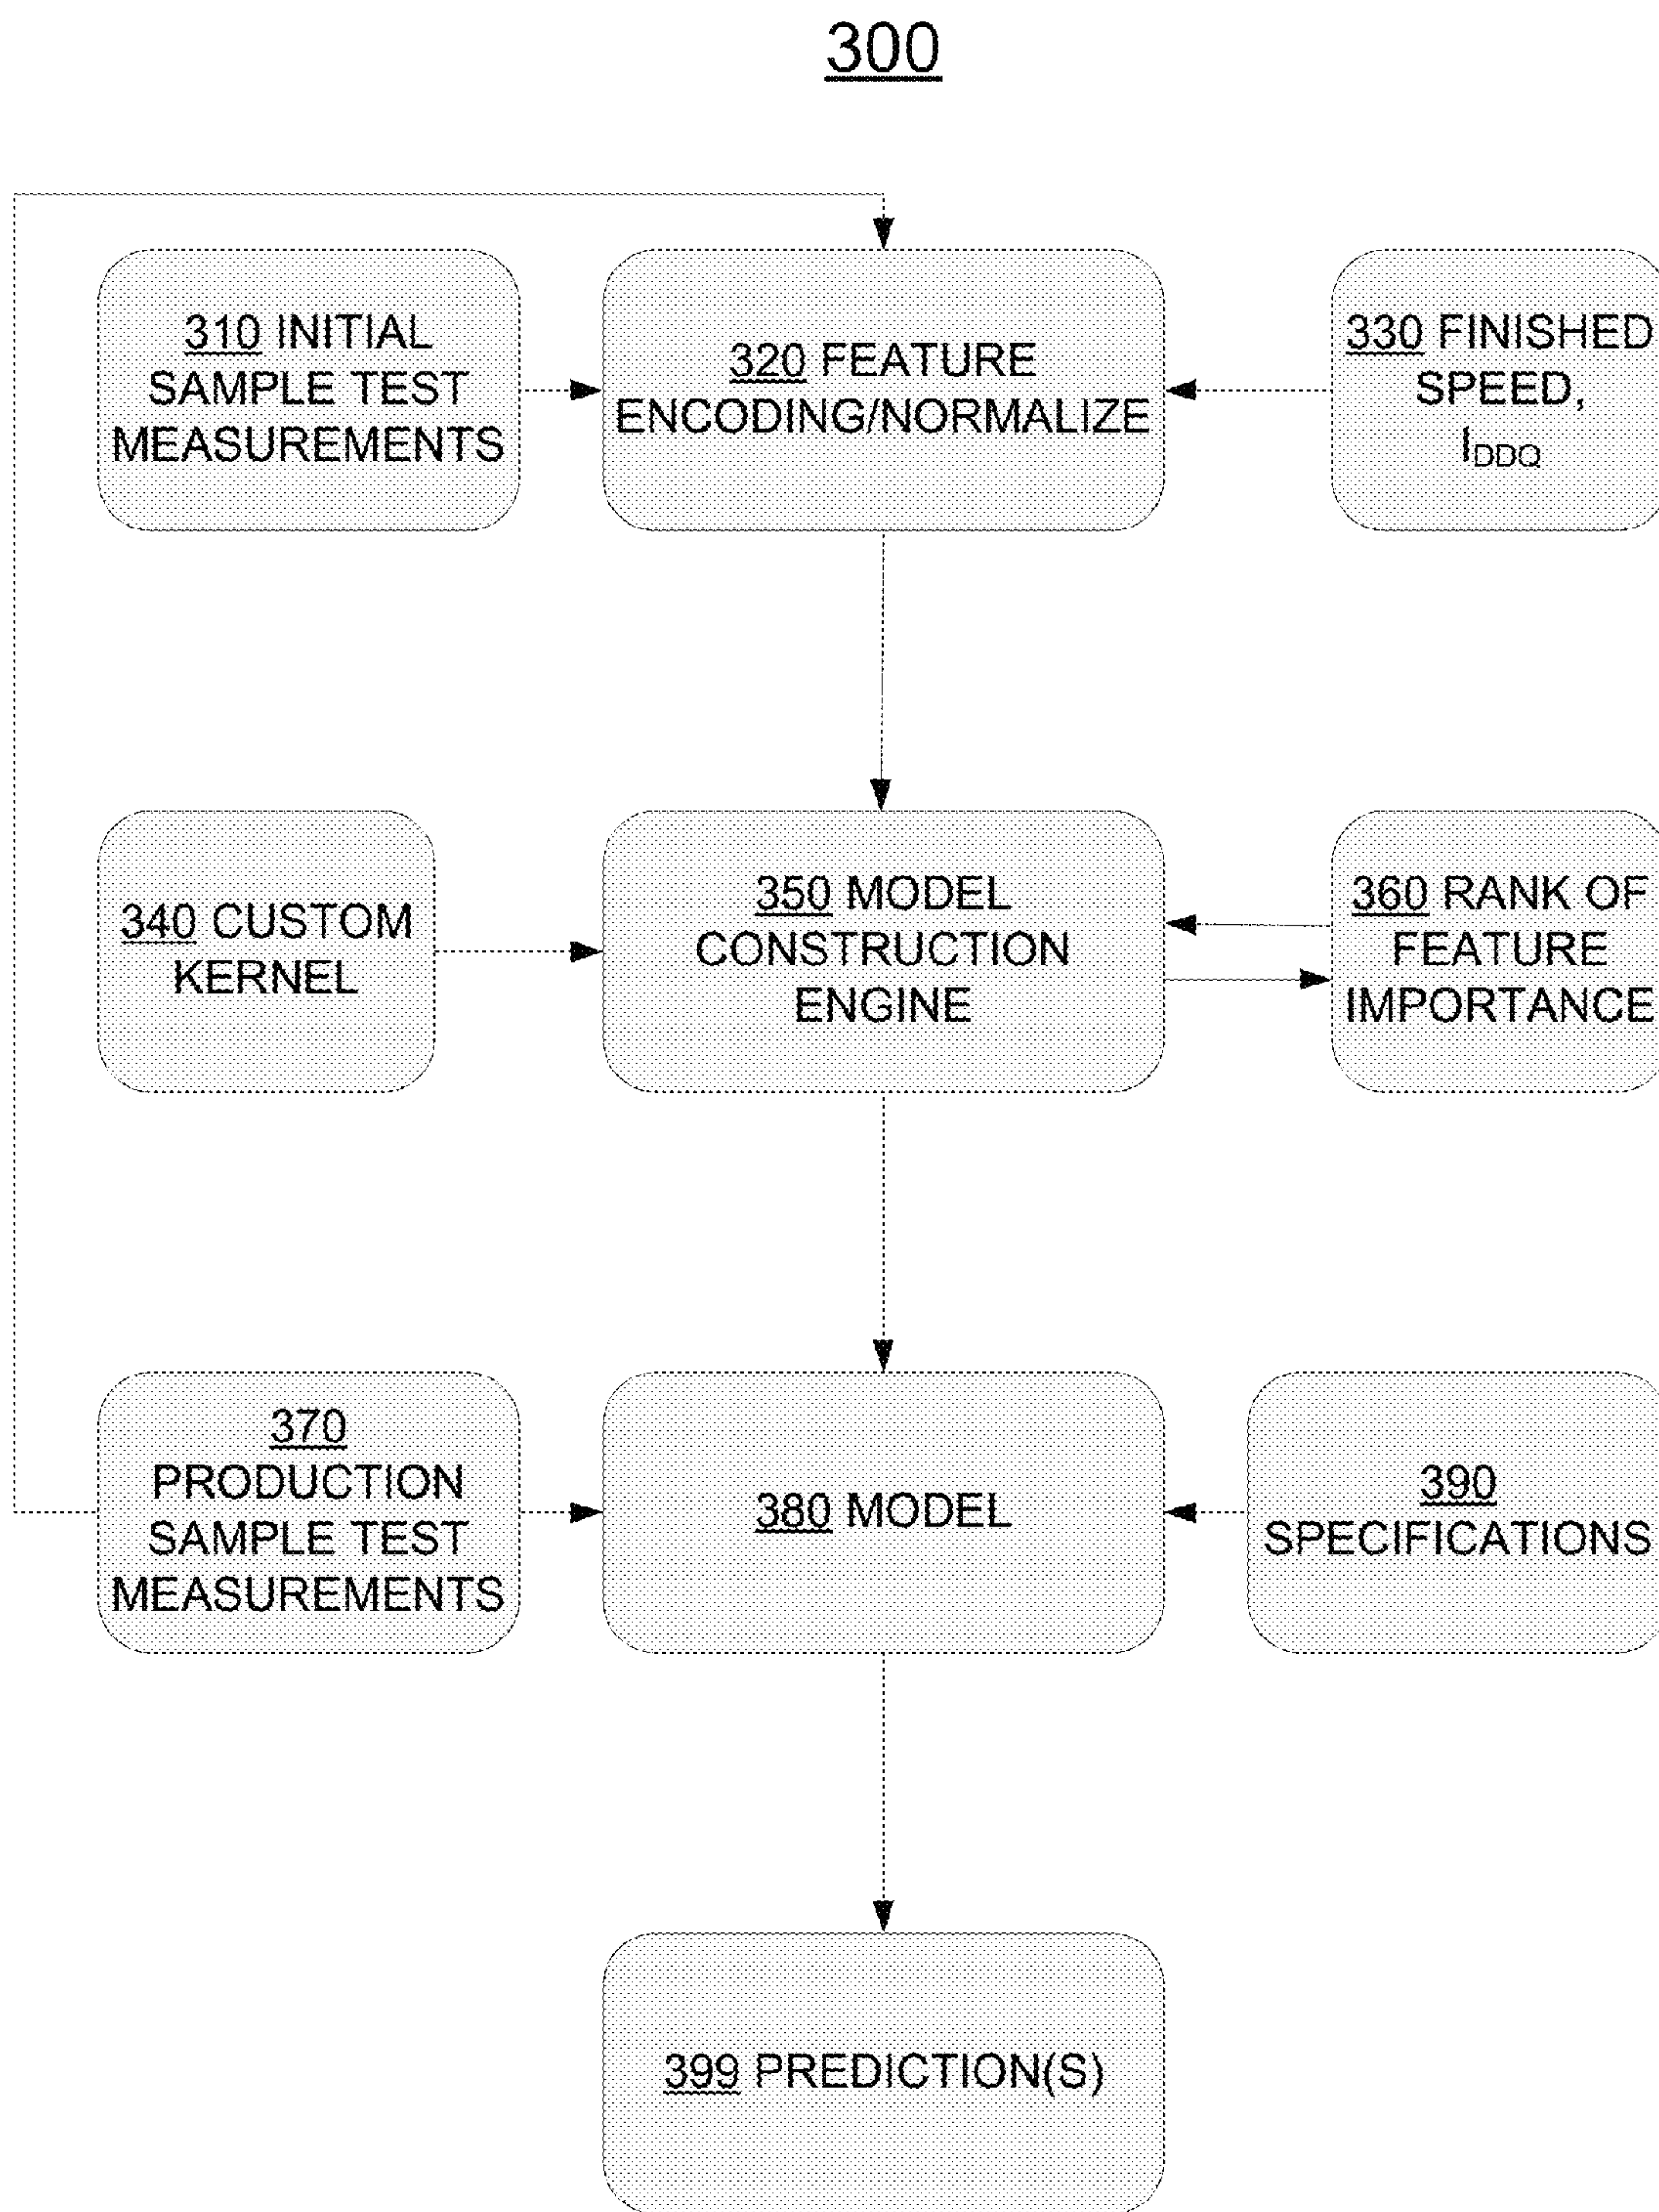 300
310 INITIAL
SAMPLE TEST
MEASUREMENTS
320 FEATURE
ENCODING/NORMALIZE
330 FINISHED
SPEED,
IDDQ
340 CUSTOM
KERNEL
350 MODEL
CONSTRUCTION
ENGINE
360 RANK OF
FEATURE
IMPORTANCE
370
PRODUCTION
SAMPLE TEST
MEASUREMENTS
380 MODEL
390
SPECIFICATIONS
399 PREDICTION(S)